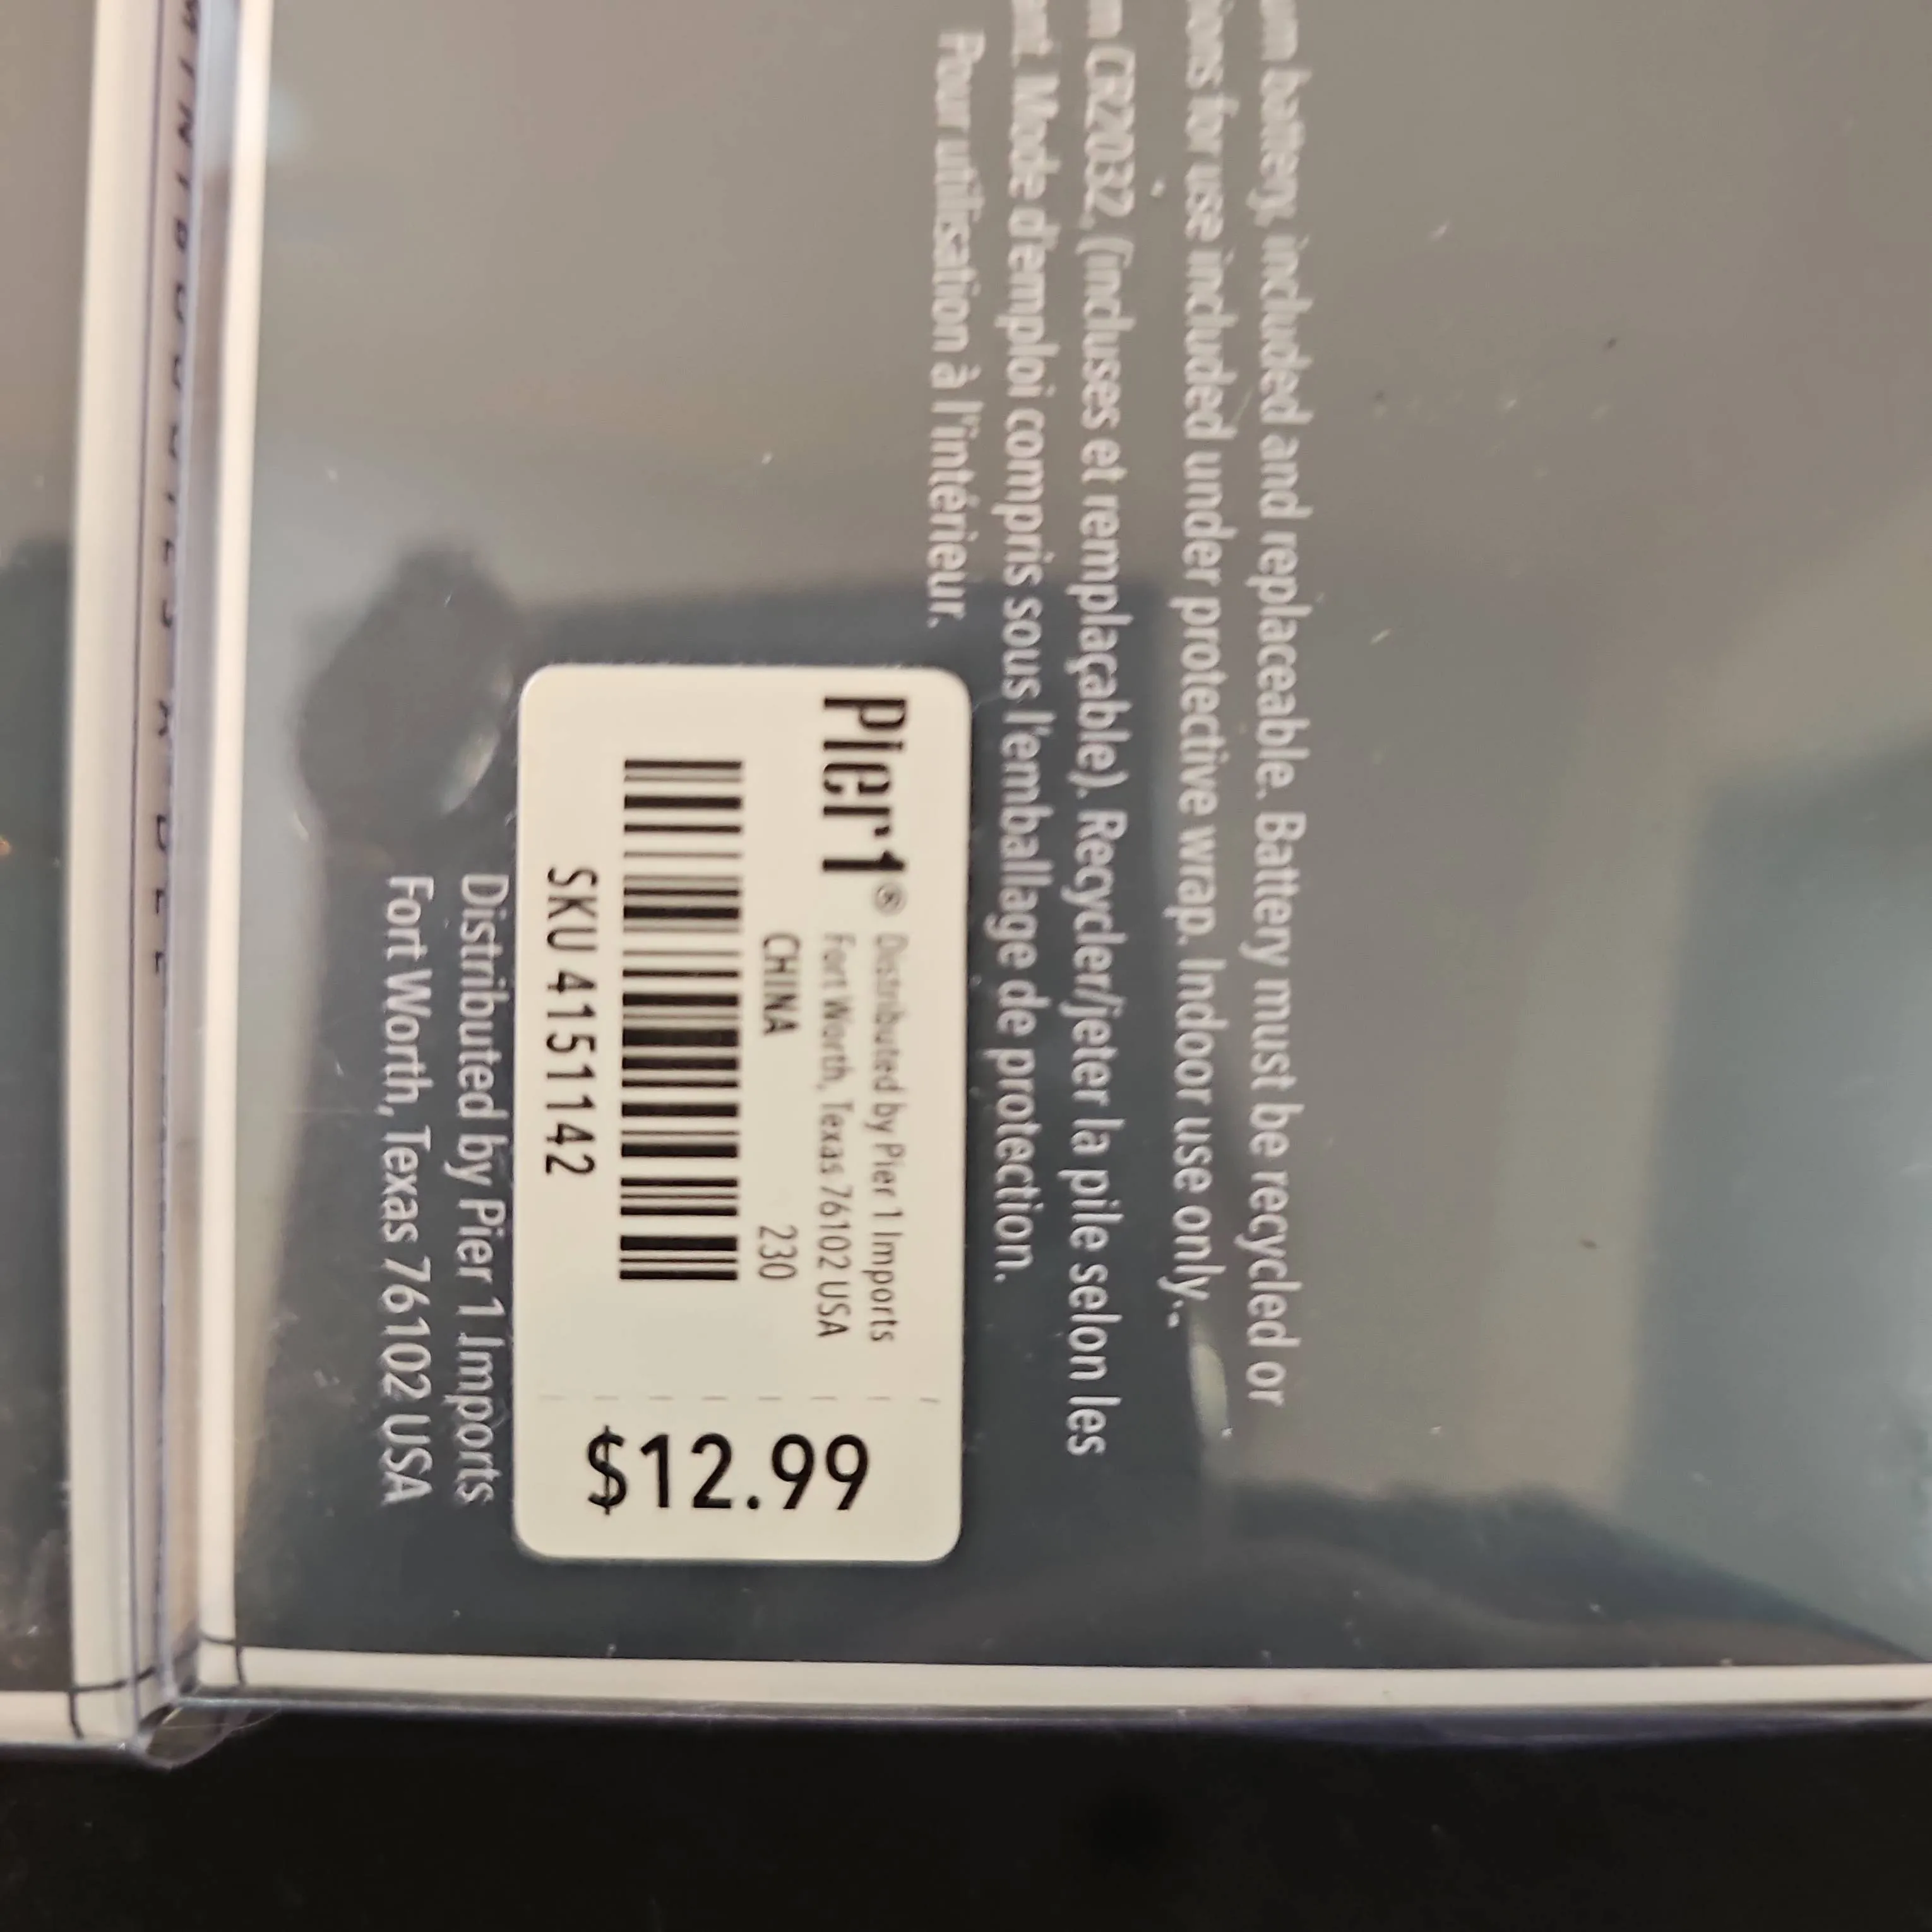 battery, included and replaceable. Battery must be recycled or
for use included under protective wrap. Indoor use only.
CR2032, (incluses et remplaçable). Recycler/jeter la pile selon les
Mode d'emploi compris sous l'emballage de protection.
Pour utilisation à l'intérieur.
Pier 1® Distributed by Pier 1 Imports
Fort Worth, Texas 76102 USA
CHINA 230
SKU 4151142
$12.99
Distributed by Pier 1 Imports
Fort Worth, Texas 76102 USA